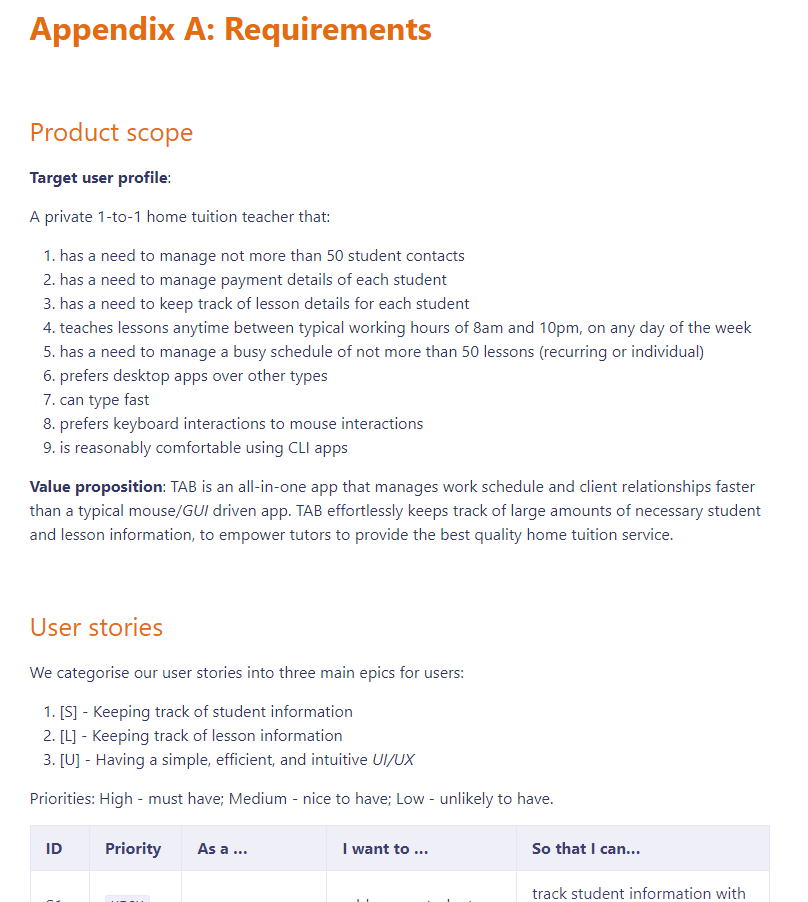 Appendix A: Requirements
Product scope
Target user profile:
A private 1-to-1 home tuition teacher that:
1. has a need to manage not more than 50 student contacts
2. has a need to manage payment details of each student
3. has a need to keep track of lesson details for each student
4. teaches lessons anytime between typical working hours of 8am and 10pm, on any day of the week
5. has a need to manage a busy schedule of not more than 50 lessons (recurring or individual)
6. prefers desktop apps over other types
7. can type fast
8. prefers keyboard interactions to mouse interactions
9. is reasonably comfortable using CLI apps
Value proposition: TAB is an all-in-one app that manages work schedule and client relationships faster
than a typical mouse/GUI driven app. TAB effortlessly keeps track of large amounts of necessary student
and lesson information, to empower tutors to provide the best quality home tuition service.
User stories
We categorise our user stories into three main epics for users:
1. [S] - Keeping track of student information
2. [L] - Keeping track of lesson information
3. [U] - Having a simple, efficient, and intuitive UI/UX
Priorities: High - must have; Medium - nice to have; Low - unlikely to have.
ID Priority As a ... I want to ... So that I can...
track student information with